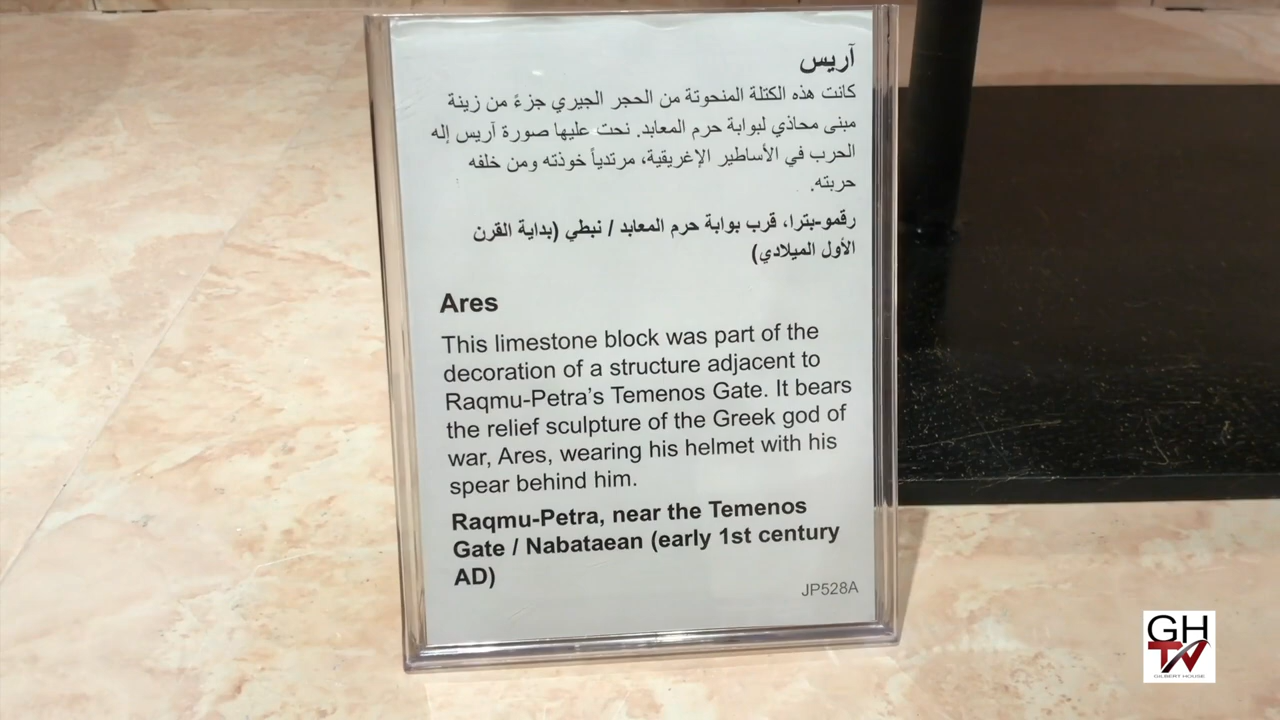 آريس
كانت هذه الكتلة المنحوتة من الحجر الجيري جزءً من زينة
مبنى محاذي لبوابة حرم المعابد. نحت عليها صورة آريس إله
الحرب في الأساطير الإغريقية، مرتدياً خوذته ومن خلفه
حربته.
رقمو-بترا، قرب بوابة حرم المعابد / نبطي (بداية القرن
الأول الميلادي)
Ares
This limestone block was part of the
decoration of a structure adjacent to
Raqmu-Petra's Temenos Gate. It bears
the relief sculpture of the Greek god of
war, Ares, wearing his helmet with his
spear behind him.
Raqmu-Petra, near the Temenos
Gate / Nabataean (early 1st century
AD)
JP528A
GH
TV
GILBERT HOUSE